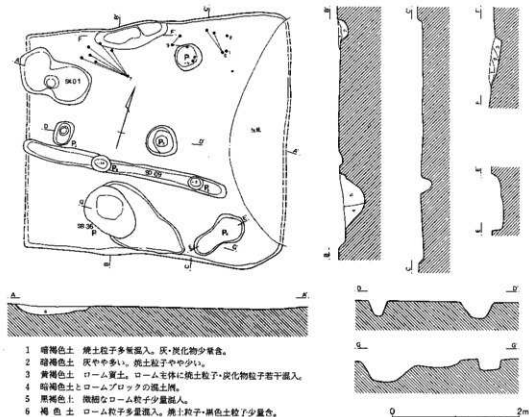 SK01
D
D'
A
A'
B
B'
C
C'
G
G'
P₁
SD05
SB36
1 暗褐色土 焼土粒子多量混入。灰・炭化物少量含。
2 暗褐色土 灰やや多い。焼土粒子やや少い。
3 黄褐色土 ローム質土。ローム主体に焼土粒子・炭化物粒子若干混入。
4 暗褐色土とロームブロックの混土層。
5 黒褐色土 微細なローム粒子少量混入。
6 褐色土 ローム粒子多量混入。焼土粒子・黒色土粒子少量含。
D
D'
G
G'
0
2m